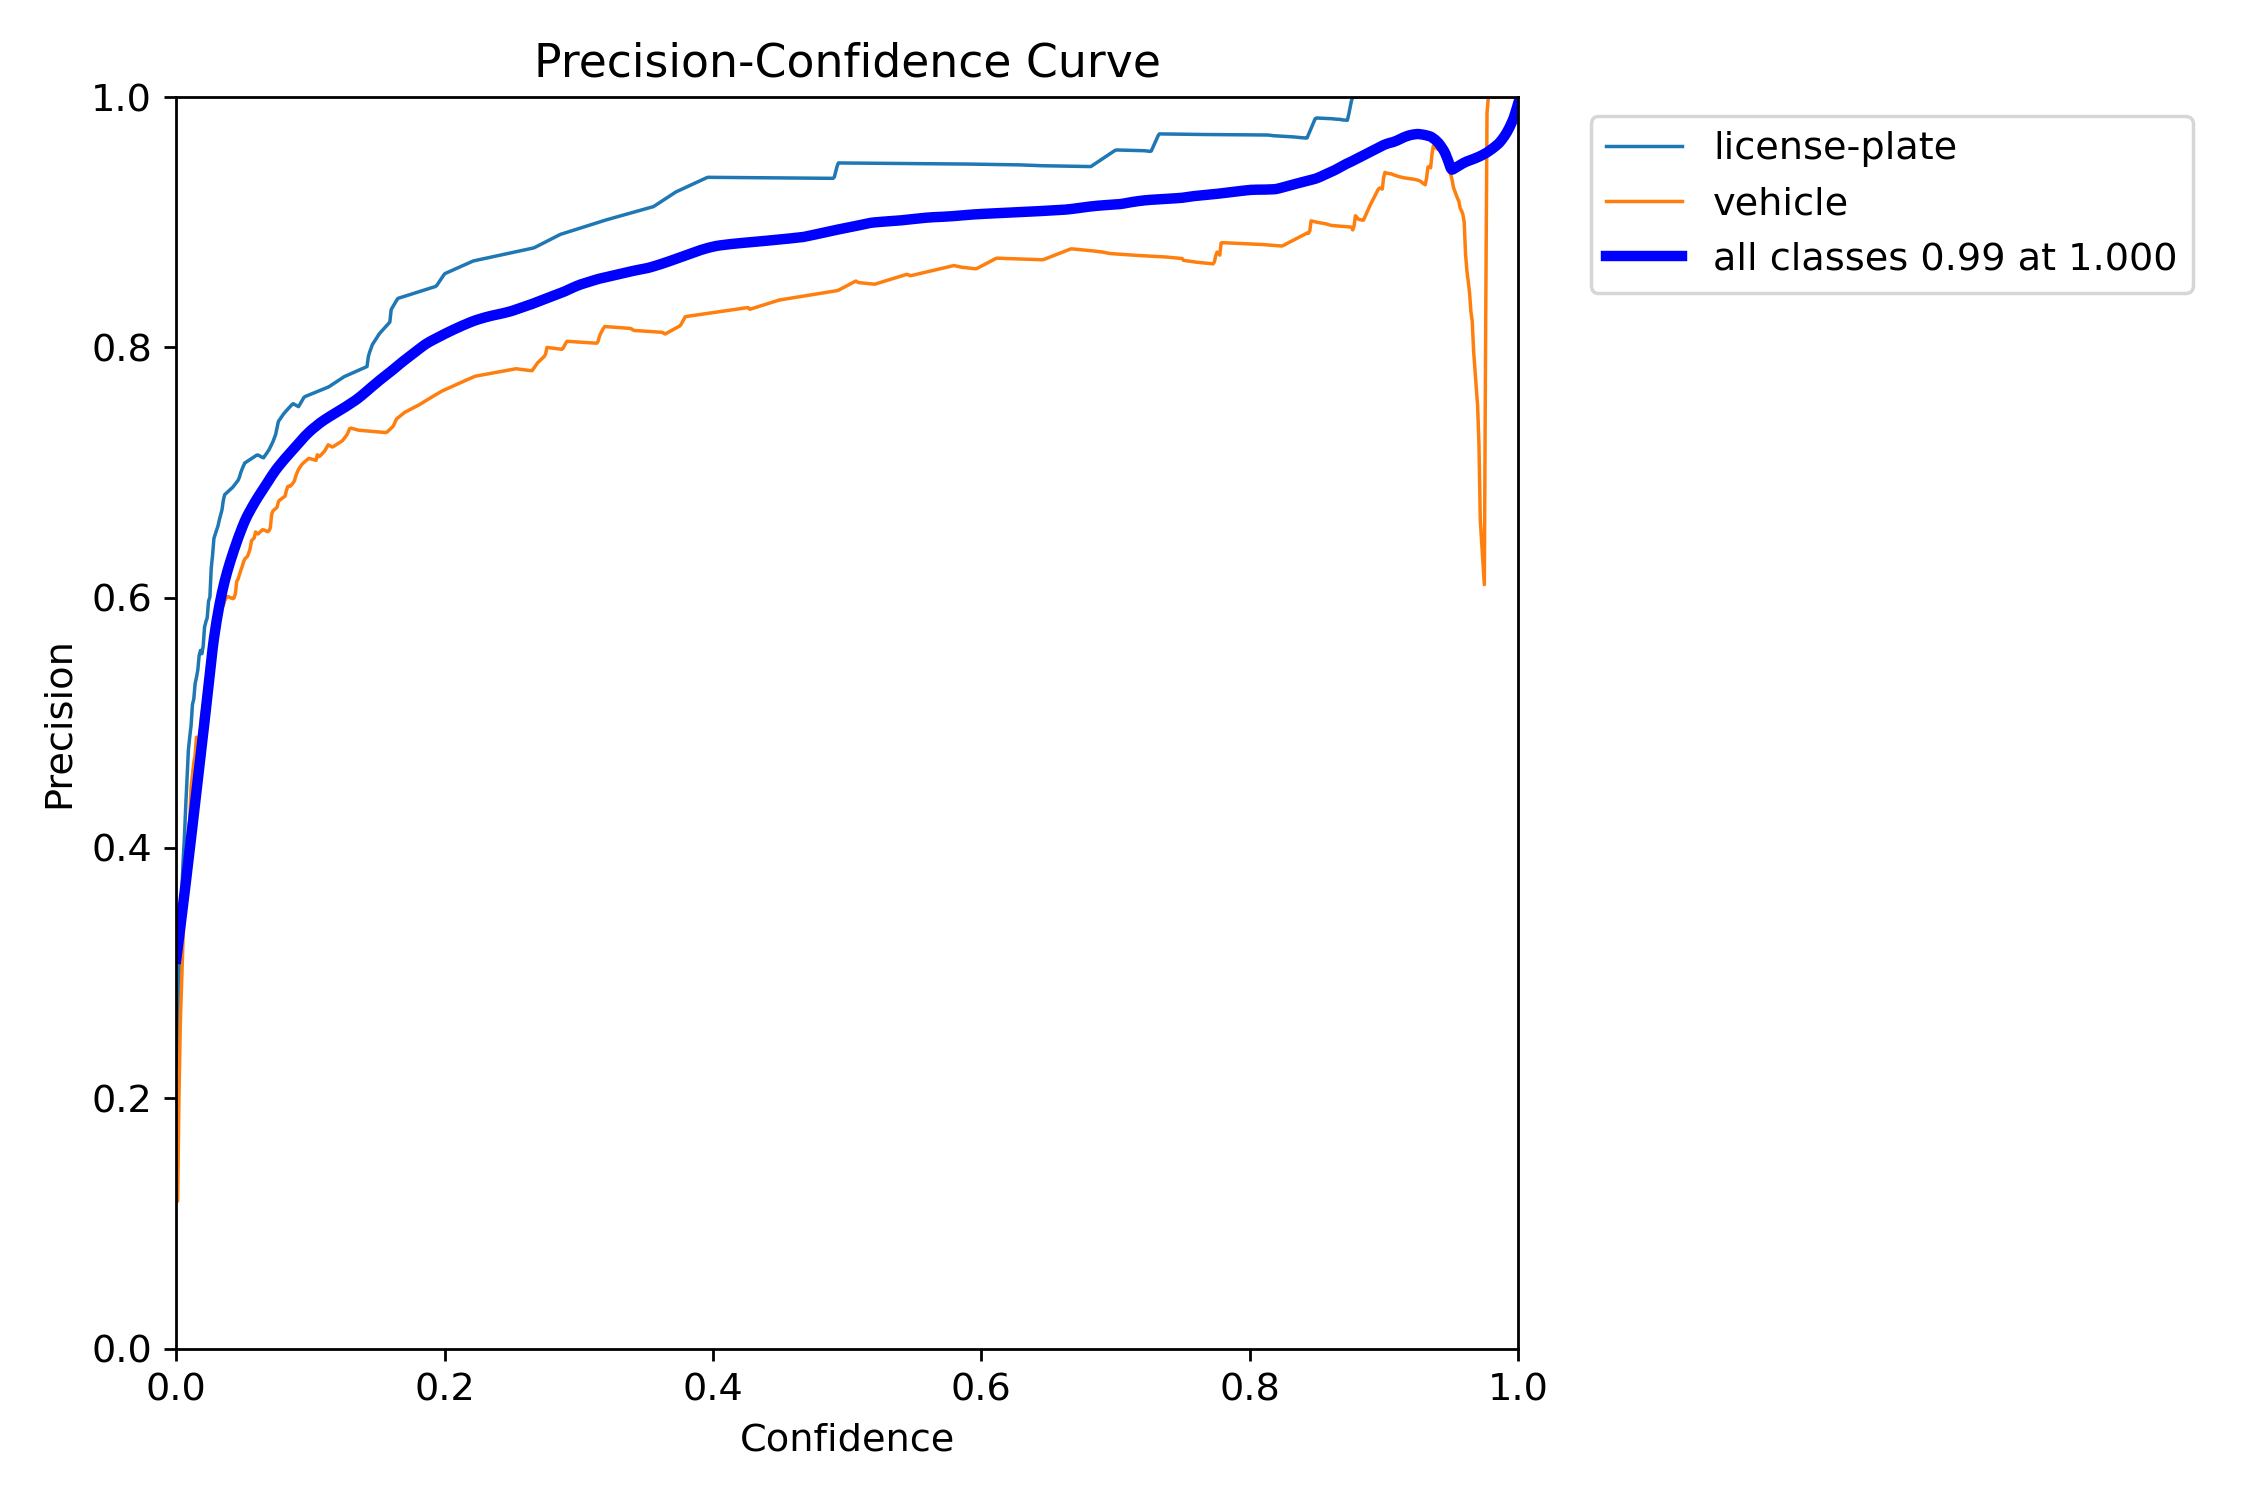 Precision-Confidence Curve
license-plate
vehicle
all classes 0.99 at 1.000
Precision
1.0
0.8
0.6
0.4
0.2
0.0
0.0 0.2 0.4 0.6 0.8 1.0
Confidence